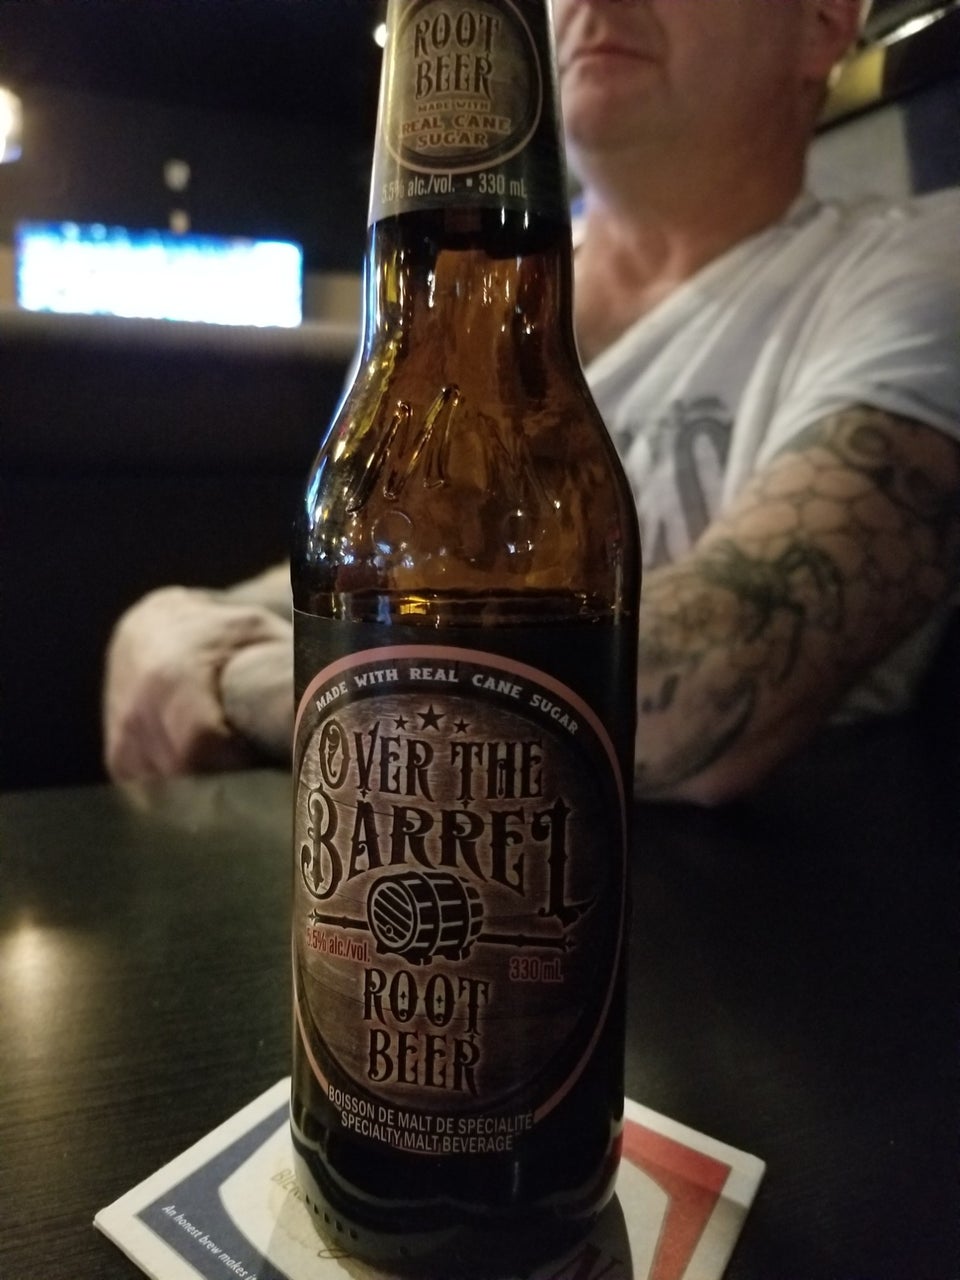 ROOT
BEER
MADE WITH
REAL CANE
SUGAR
5.5% alc./vol. • 330 mL
MADE WITH REAL CANE SUGAR
OVER THE
BARREL
5.5% alc./vol.
330 mL
ROOT
BEER
BOISSON DE MALT DE SPÉCIALITÉ
SPECIALTY MALT BEVERAGE
An honest brew makes